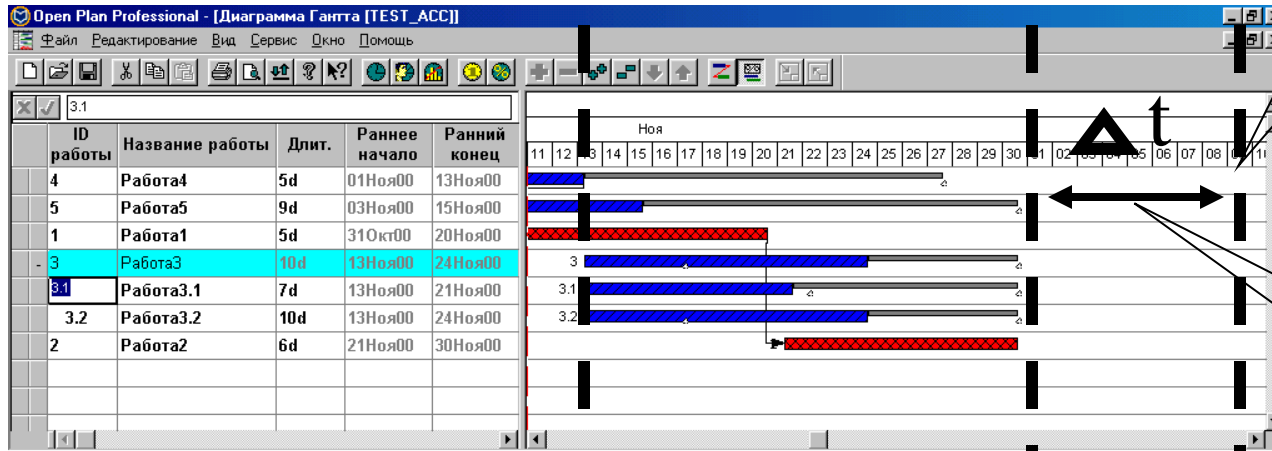 Open Plan Professional - [Диаграмма Гантта [TEST_ACC]]
Файл Редактирование Вид Сервис Окно Помощь
3.1
ID работы Название работы Длит. Раннее начало Ранний конец
Ноя
11 12 13 14 15 16 17 18 19 20 21 22 23 24 25 26 27 28 29 30 01 02 03 04 05 06 07 08
Δt
4 Работа4 5d 01Ноя00 13Ноя00
5 Работа5 9d 03Ноя00 15Ноя00
1 Работа1 5d 31Окт00 20Ноя00
- 3 Работа3 10d 13Ноя00 24Ноя00 3
3.1 Работа3.1 7d 13Ноя00 21Ноя00 3.1
3.2 Работа3.2 10d 13Ноя00 24Ноя00 3.2
2 Работа2 6d 21Ноя00 30Ноя00